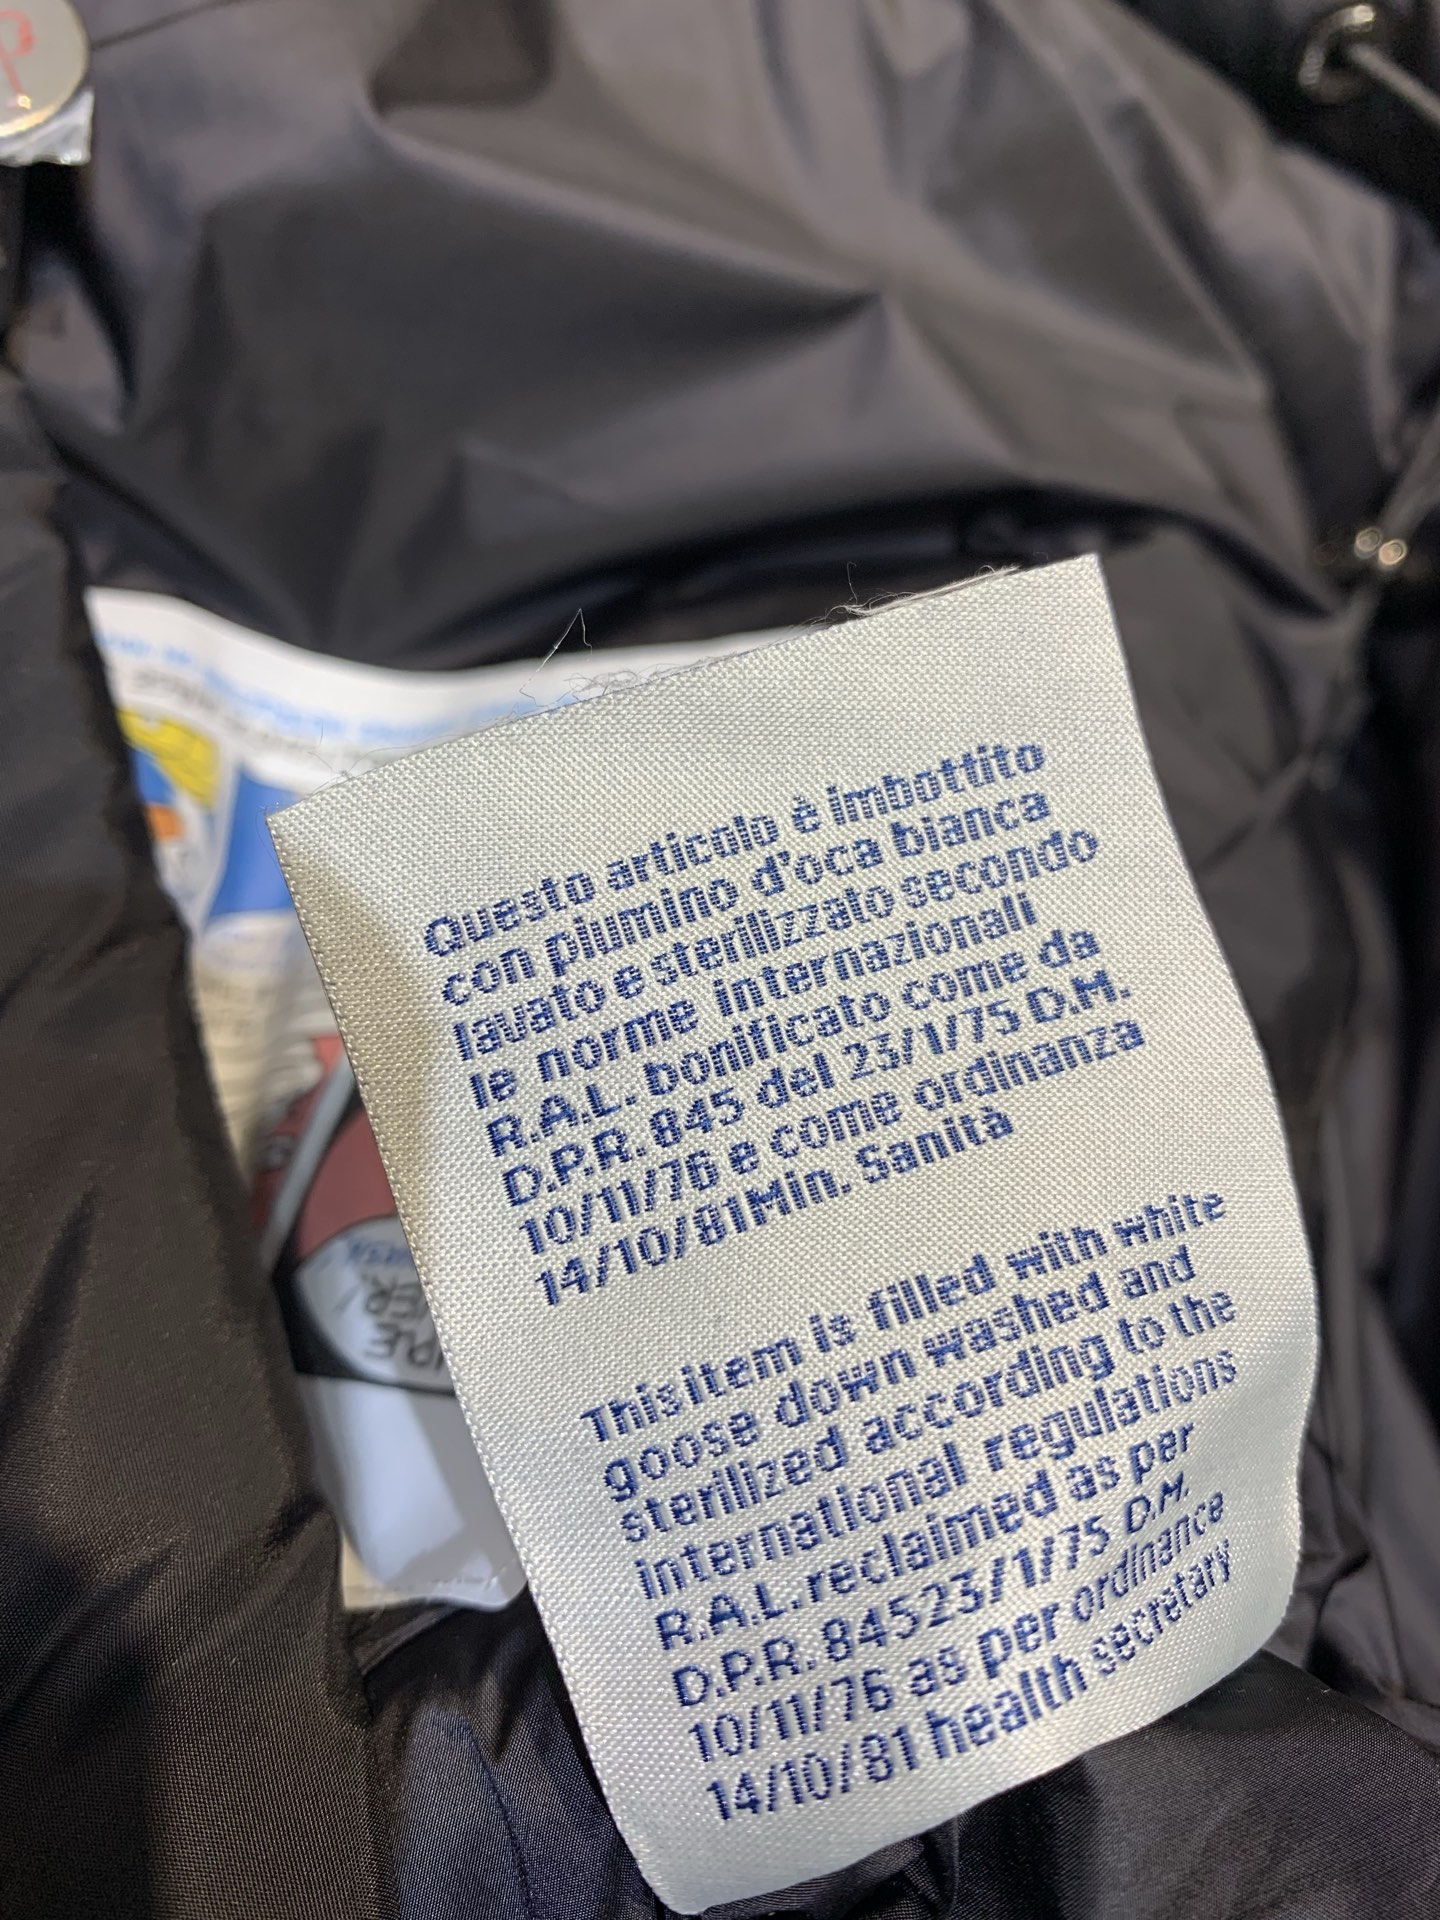 Questo articolo è imbottito
con piumino d'oca bianca
lavato e sterilizzato secondo
le norme internazionali
R.A.L. bonificato come da
D.P.R. 845 del 23/1/75 D.M.
10/11/76 e come ordinanza
14/10/81 Min. Sanità
This item is filled with white
goose down washed and
sterilized according to the
international regulations
R.A.L. reclaimed as per
D.P.R. 84523/1/75 D.M.
10/11/76 as per ordinance
14/10/81 health secretary